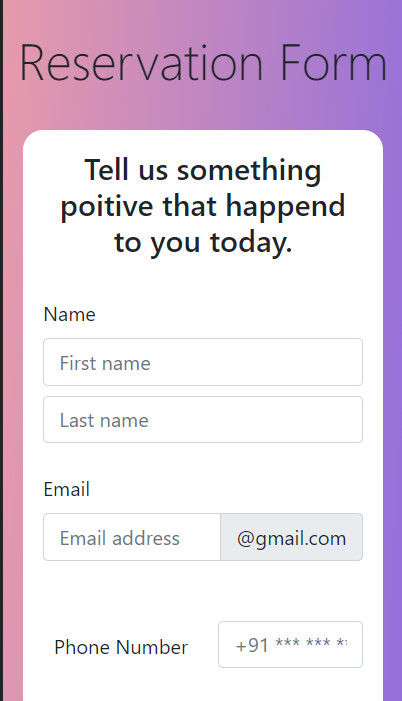 Reservation Form
Tell us something
poitive that happend
to you today.
Name
First name
Last name
Email
Email address @gmail.com
Phone Number +91 *** *** *